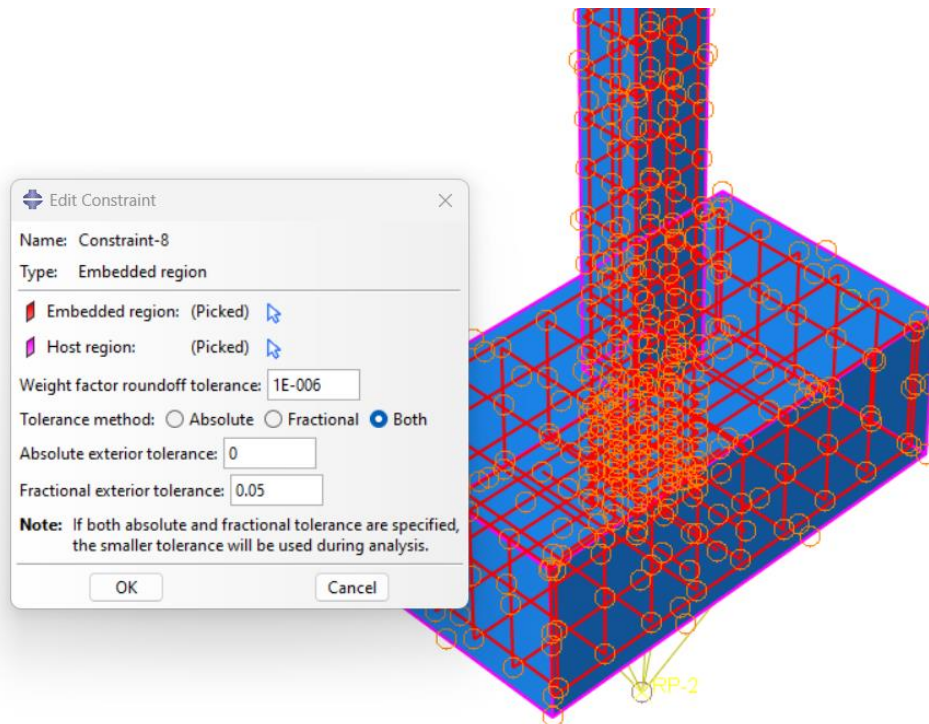 Edit Constraint
Name: Constraint-8
Type: Embedded region
Embedded region: (Picked)
Host region: (Picked)
Weight factor roundoff tolerance: 1E-006
Tolerance method: Absolute Fractional Both
Absolute exterior tolerance: 0
Fractional exterior tolerance: 0.05
Note: If both absolute and fractional tolerance are specified,
the smaller tolerance will be used during analysis.
OK Cancel
RP-2